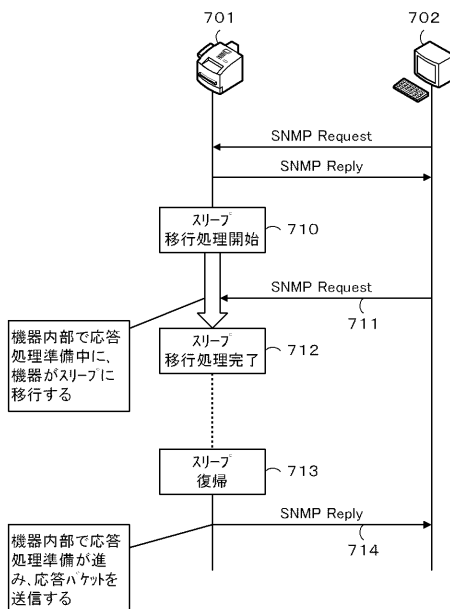 701
702
SNMP Request
SNMP Reply
スリープ
移行処理開始
710
SNMP Request
711
機器内部で応答
処理準備中に、
機器がスリープに
移行する
スリープ
移行処理完了
712
スリープ
復帰
713
SNMP Reply
714
機器内部で応答
処理準備が進
み、応答パケットを
送信する